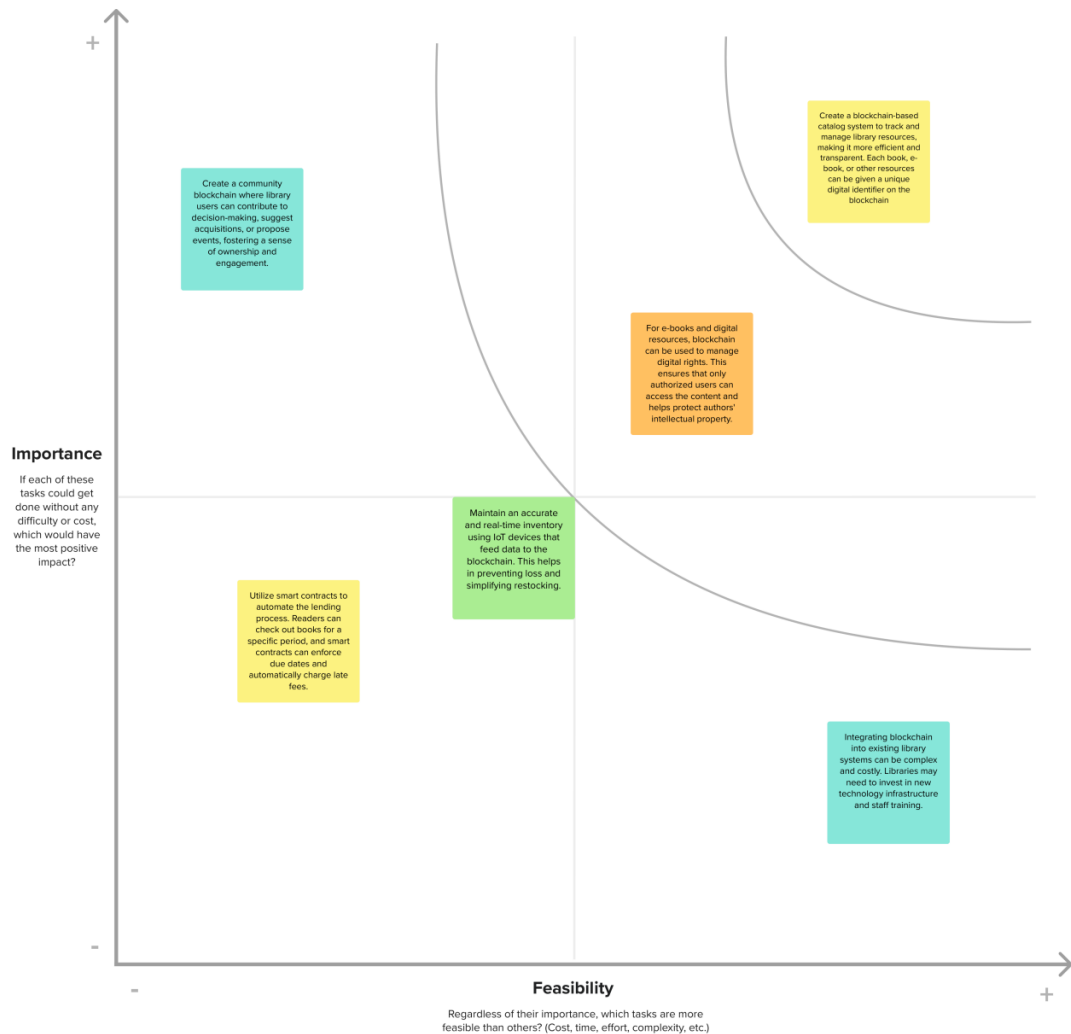 +
Create a blockchain-based
catalog system to track and
manage library resources,
making it more efficient and
transparent. Each book, e-
book, or other resources
can be given a unique
digital identifier on the
blockchain
Create a community
blockchain where library
users can contribute to
decision-making, suggest
acquisitions, or propose
events, fostering a sense
of ownership and
engagement.
For e-books and digital
resources, blockchain
can be used to manage
digital rights. This
ensures that only
authorized users can
access the content and
helps protect authors'
intellectual property.
Importance
If each of these
tasks could get
done without any
difficulty or cost,
which would have
the most positive
impact?
Maintain an accurate
and real-time inventory
using IoT devices that
feed data to the
blockchain. This helps
in preventing loss and
simplifying restocking.
Utilize smart contracts to
automate the lending
process. Readers can
check out books for a
specific period, and smart
contracts can enforce
due dates and
automatically charge late
fees.
Integrating blockchain
into existing library
systems can be complex
and costly. Libraries may
need to invest in new
technology infrastructure
and staff training.
-
-
Feasibility
+
Regardless of their importance, which tasks are more
feasible than others? (Cost, time, effort, complexity, etc.)